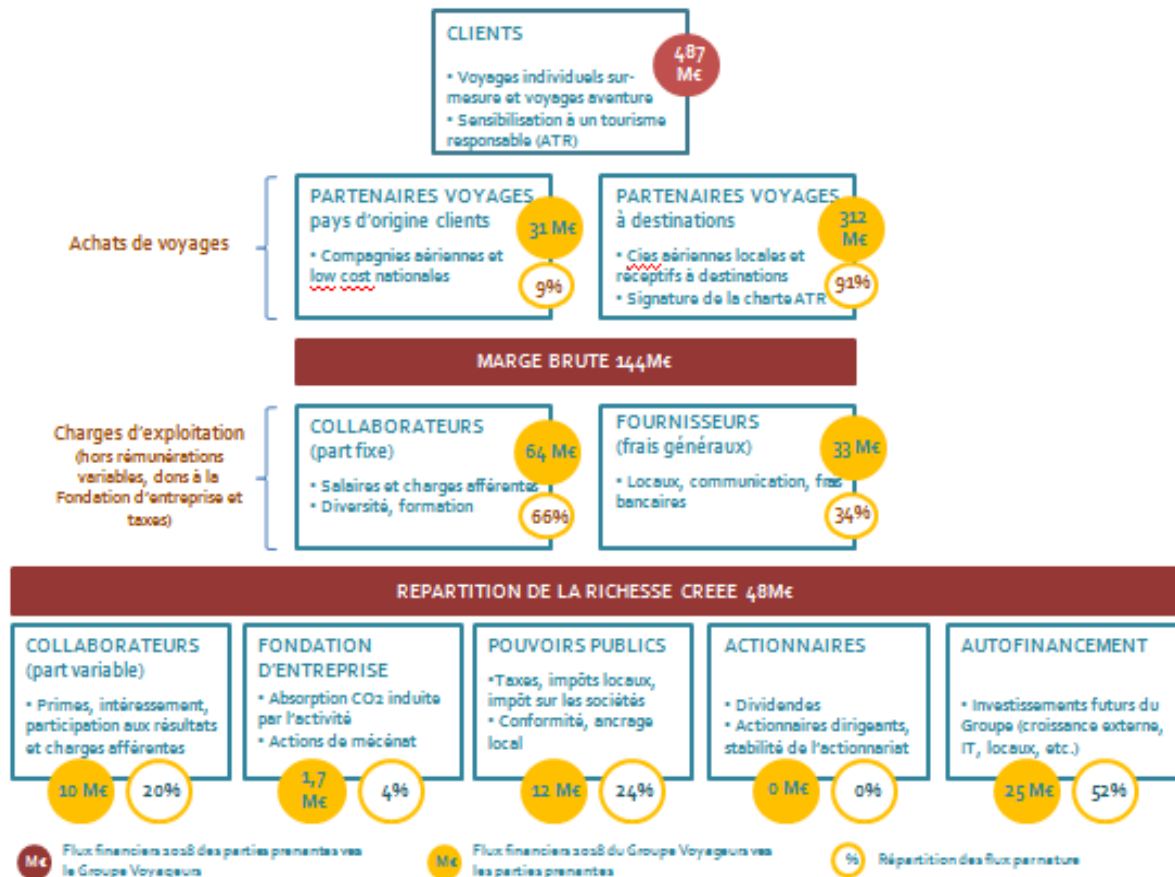 CLIENTS
• Voyages individuels sur-
mesure et voyages aventure
• Sensibilisation à un tourisme
responsable (ATR)
487
M€
Achats de voyages
PARTENAIRES VOYAGES
pays d'origine clients
• Compagnies aériennes et
low cost nationales
31 M€
9%
PARTENAIRES VOYAGES
à destinations
• Cies aériennes locales et
réceptifs à destinations
• Signature de la charte ATR
312
M€
91%
MARGE BRUTE 144M€
Charges d'exploitation
(hors rémunérations
variables, dons à la
Fondation d'entreprise et
taxes)
COLLABORATEURS
(part fixe)
• Salaires et charges afférentes
• Diversité, formation
64 M€
66%
FOURNISSEURS
(frais généraux)
• Locaux, communication, frais
bancaires
33 M€
34%
REPARTITION DE LA RICHESSE CREEE 48M€
COLLABORATEURS
(part variable)
• Primes, intéressement,
participation aux résultats
et charges afférentes
10 M€
20%
FONDATION
D'ENTREPRISE
• Absorption CO2 induite
par l'activité
• Actions de mécénat
1,7
M€
4%
POUVOIRS PUBLICS
•Taxes, impôts locaux,
impôt sur les sociétés
• Conformité, ancrage
local
12 M€
24%
ACTIONNAIRES
• Dividendes
• Actionnaires dirigeants,
stabilité de l'actionnariat
0 M€
0%
AUTOFINANCEMENT
• Investissements futurs du
Groupe (croissance externe,
IT, locaux, etc.)
25 M€
52%
M€
Flux financiers 2018 des parties prenantes ves
le Groupe Voyageurs
M€
Flux financiers 2018 du Groupe Voyageurs ves
les parties prenantes
%
Répartition des flux par nature